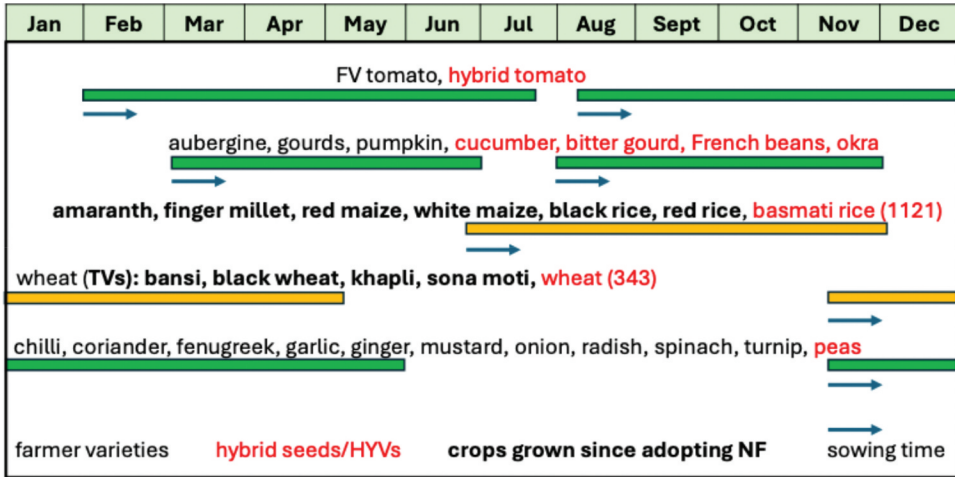 Jan Feb Mar Apr May Jun Jul Aug Sept Oct Nov Dec
FV tomato, hybrid tomato
aubergine, gourds, pumpkin, cucumber, bitter gourd, French beans, okra
amaranth, finger millet, red maize, white maize, black rice, red rice, basmati rice (1121)
wheat (TVs): bansi, black wheat, khapli, sona moti, wheat (343)
chilli, coriander, fenugreek, garlic, ginger, mustard, onion, radish, spinach, turnip, peas
farmer varieties hybrid seeds/HYVs crops grown since adopting NF sowing time